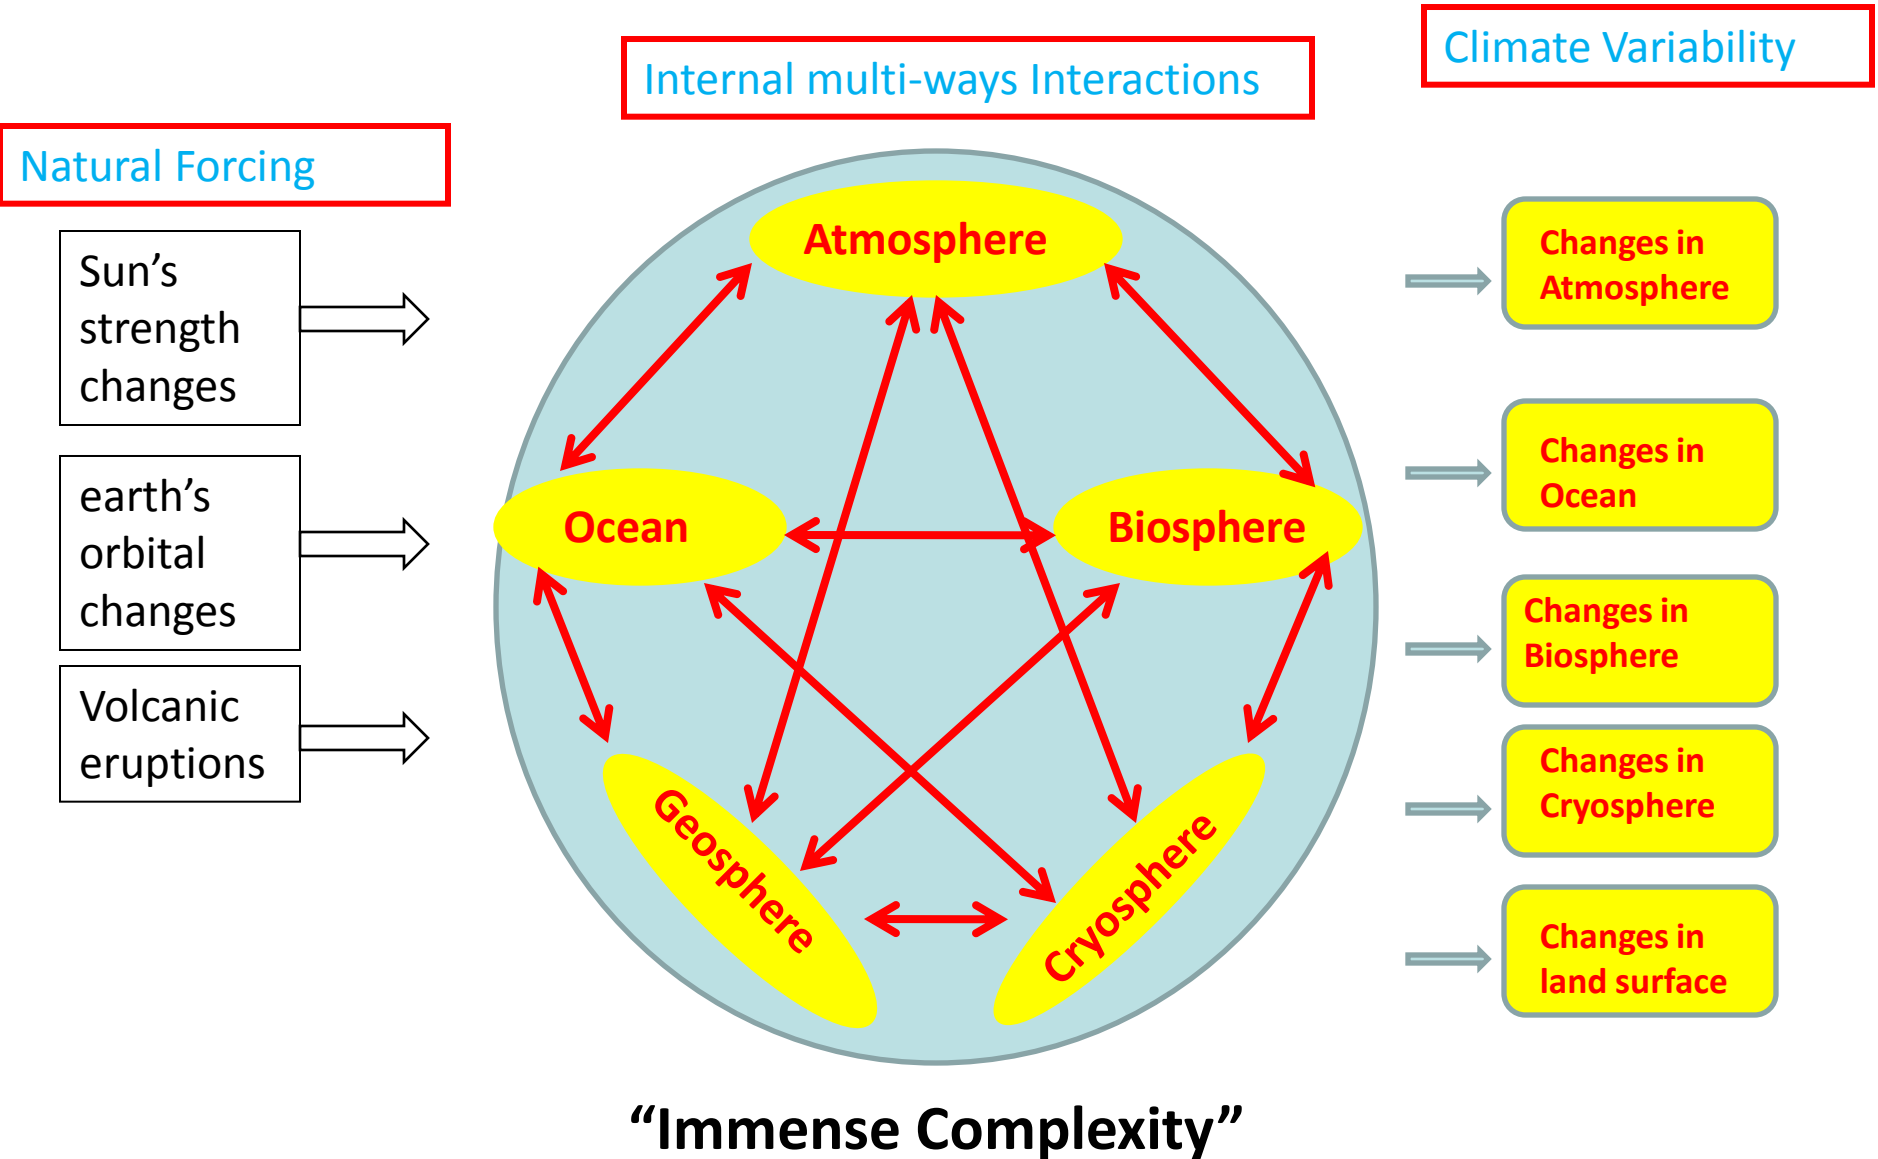 Natural Forcing
Sun’s
strength
changes
earth’s
orbital
changes
Volcanic
eruptions
Internal multi-ways Interactions
Atmosphere
Ocean
Biosphere
Geosphere
Cryosphere
“Immense Complexity”
Climate Variability
Changes in
Atmosphere
Changes in
Ocean
Changes in
Biosphere
Changes in
Cryosphere
Changes in
land surface